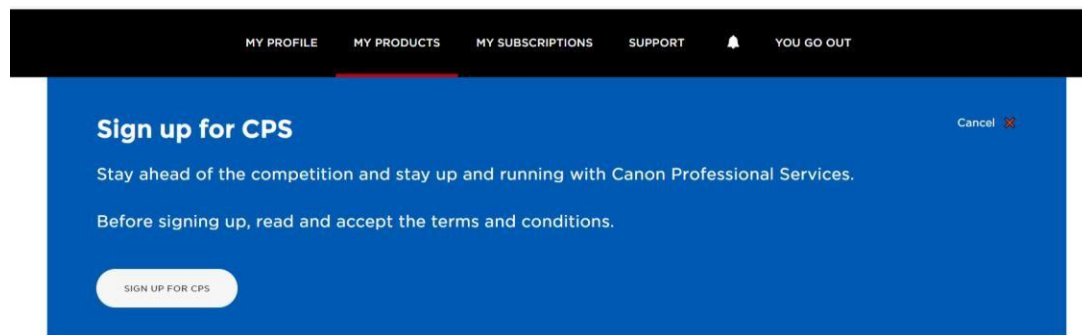 MY PROFILE MY PRODUCTS MY SUBSCRIPTIONS SUPPORT YOU GO OUT
Sign up for CPS
Cancel
Stay ahead of the competition and stay up and running with Canon Professional Services.
Before signing up, read and accept the terms and conditions.
SIGN UP FOR CPS